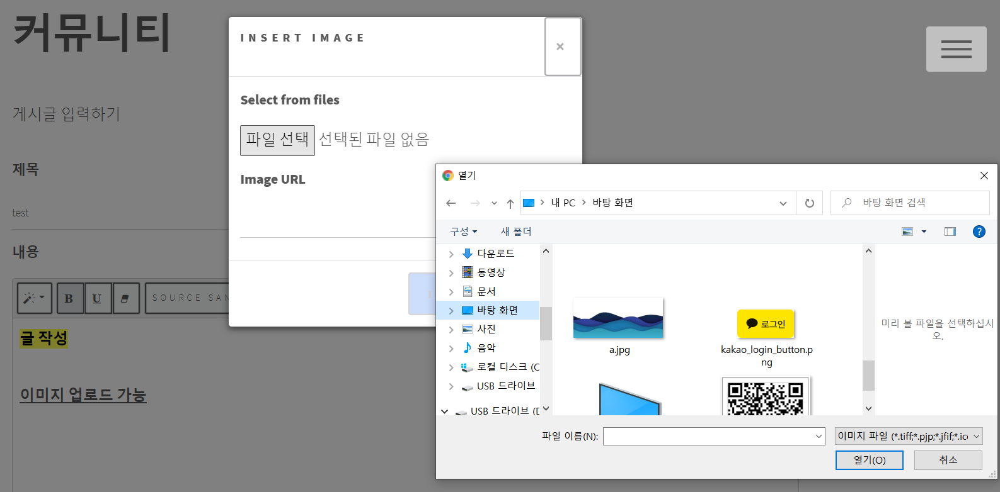 커뮤니티
게시글 입력하기
제목
test
내용
B U SOURCE SAN
글 작성
이미지 업로드 가능
INSERT IMAGE
×
Select from files
파일 선택 선택된 파일 없음
Image URL
열기
내 PC > 바탕 화면
바탕 화면 검색
구성 새 폴더
?
다운로드
동영상
문서
바탕 화면
사진
음악
로컬 디스크 (C
USB 드라이브
USB 드라이브 (D
로그인
a.jpg
kakao_login_button.p
ng
미리 볼 파일을 선택하십시
오.
파일 이름(N):
이미지 파일 (*.tiff;*.pjp;*.jfif;*.ico
열기(O)
취소